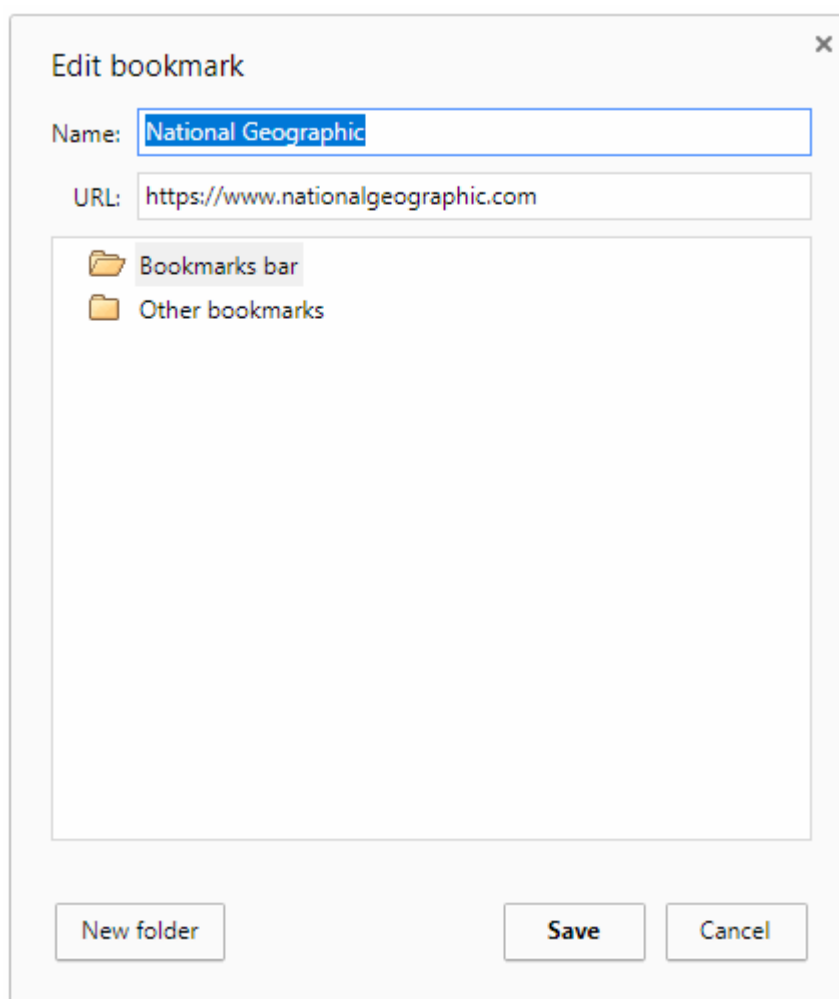 Edit bookmark
Name: National Geographic
URL: https://www.nationalgeographic.com
Bookmarks bar
Other bookmarks
New folder Save Cancel